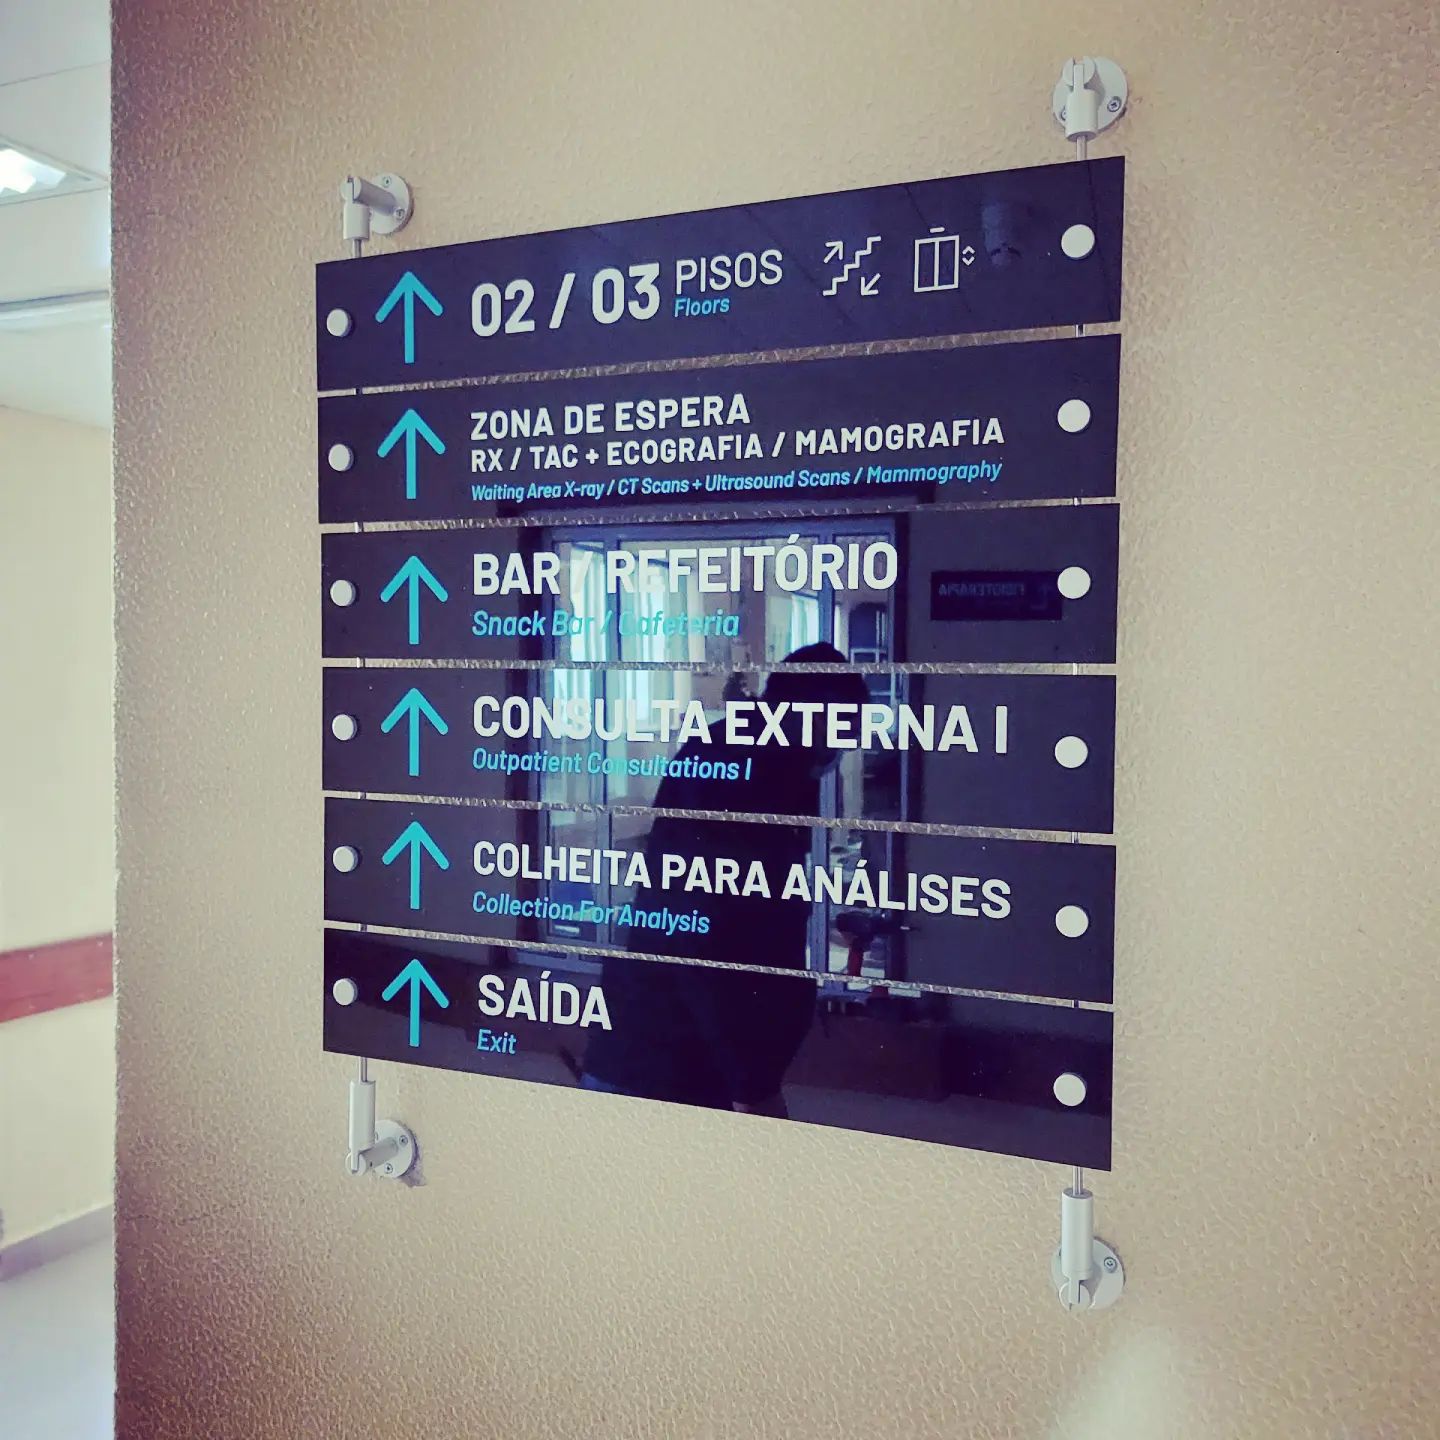 02 / 03 PISOS
Floors
ZONA DE ESPERA
RX / TAC + ECOGRAFIA / MAMOGRAFIA
Waiting Area X-ray / CT Scans + Ultrasound Scans / Mammography
BAR / REFEITÓRIO
Snack Bar / Cafeteria
FISIOTERAPIA
CONSULTA EXTERNA I
Outpatient Consultations I
COLHEITA PARA ANÁLISES
Collection For Analysis
SAÍDA
Exit